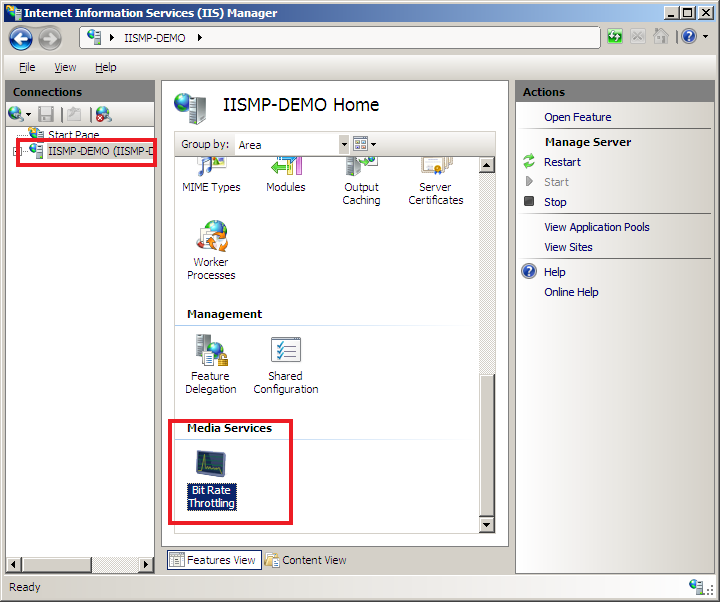 Internet Information Services (IIS) Manager
IISMP-DEMO
File View Help
Connections
Start Page
IISMP-DEMO (IISMP-D
IISMP-DEMO Home
Group by: Area
MIME Types
Modules
Output
Caching
Server
Certificates
Worker
Processes
Management
Feature
Delegation
Shared
Configuration
Media Services
Bit Rate
Throttling
Features View
Content View
Actions
Open Feature
Manage Server
Restart
Start
Stop
View Application Pools
View Sites
Help
Online Help
Ready